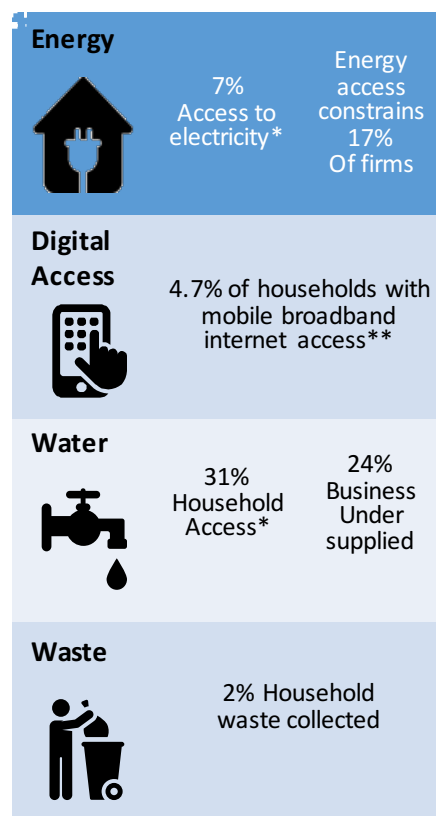 Energy
7%
Access to
electricity*
Energy
access
constrains
17%
Of firms
Digital
Access
4.7% of households with
mobile broadband
internet access**
Water
31%
Household
Access*
24%
Business
Under
supplied
Waste
2% Household
waste collected